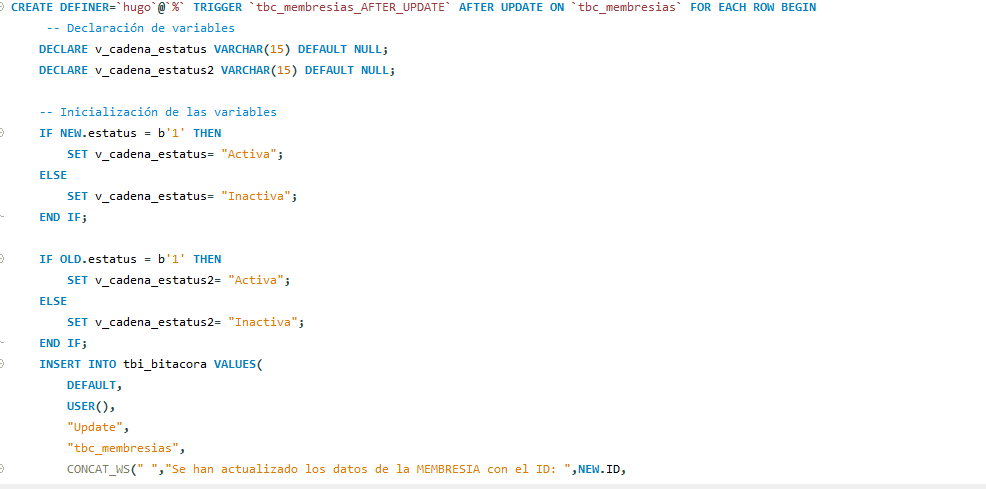 CREATE DEFINER=`hugo`@`%` TRIGGER `tbc_membresias_AFTER_UPDATE` AFTER UPDATE ON `tbc_membresias` FOR EACH ROW BEGIN
-- Declaración de variables
DECLARE v_cadena_estatus VARCHAR(15) DEFAULT NULL;
DECLARE v_cadena_estatus2 VARCHAR(15) DEFAULT NULL;
-- Inicialización de las variables
IF NEW.estatus = b'1' THEN
SET v_cadena_estatus= "Activa";
ELSE
SET v_cadena_estatus= "Inactiva";
END IF;
IF OLD.estatus = b'1' THEN
SET v_cadena_estatus2= "Activa";
ELSE
SET v_cadena_estatus2= "Inactiva";
END IF;
INSERT INTO tbi_bitacora VALUES(
DEFAULT,
USER(),
"Update",
"tbc_membresias",
CONCAT_WS(" ","Se han actualizado los datos de la MEMBRESIA con el ID: ",NEW.ID,